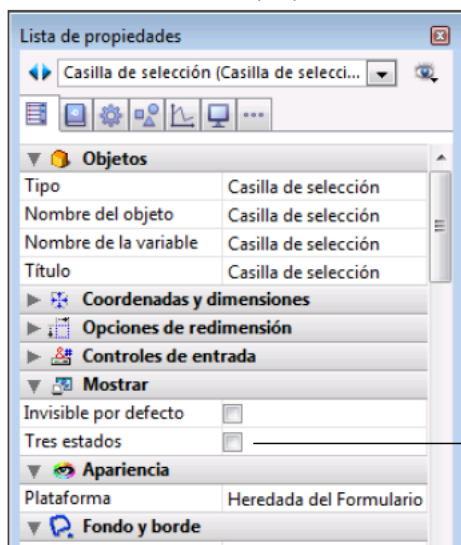 Lista de propiedades
Casilla de selección (Casilla de selecci...
Objetos
Tipo Casilla de selección
Nombre del objeto Casilla de selección
Nombre de la variable Casilla de selección
Título Casilla de selección
Coordenadas y dimensiones
Opciones de redimensión
Controles de entrada
Mostrar
Invisible por defecto
Tres estados
Apariencia
Plataforma Heredada del Formulario
Fondo y borde